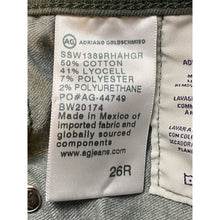 AG ADRIANO GOLDSCHMIED
SSW1389RHAHGR
50% COTTON
41% LYOCELL
7% POLYESTER
2% POLYURETHANE
PO#AG-44749
BW20174
Made in Mexico of
imported fabric and
globally sourced
components
www.agjeans.com
26R
LAVAGE